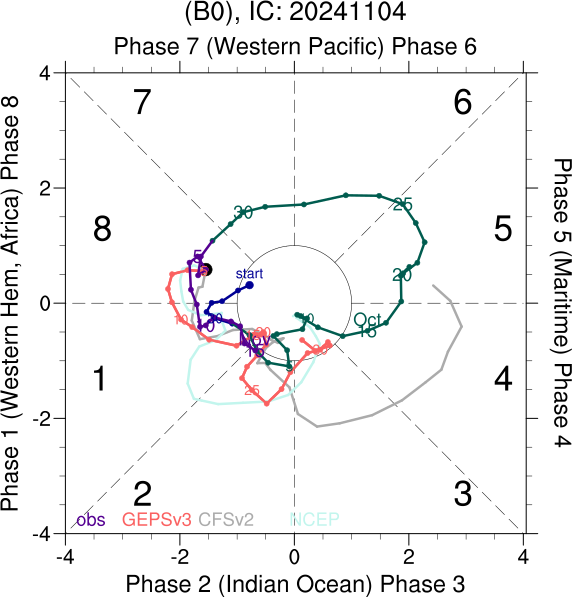 (B0), IC: 20241104
Phase 7 (Western Pacific) Phase 6
Phase 1 (Western Hem, Africa) Phase 8
Phase 5 (Maritime) Phase 4
4
2
0
-2
-4
7
6
8
5
1
4
2
3
30
25
5
20
start
Oct
15
15
25
obs
GEPSv3
CFSv2
NCEP
-4
-2
0
2
4
Phase 2 (Indian Ocean) Phase 3